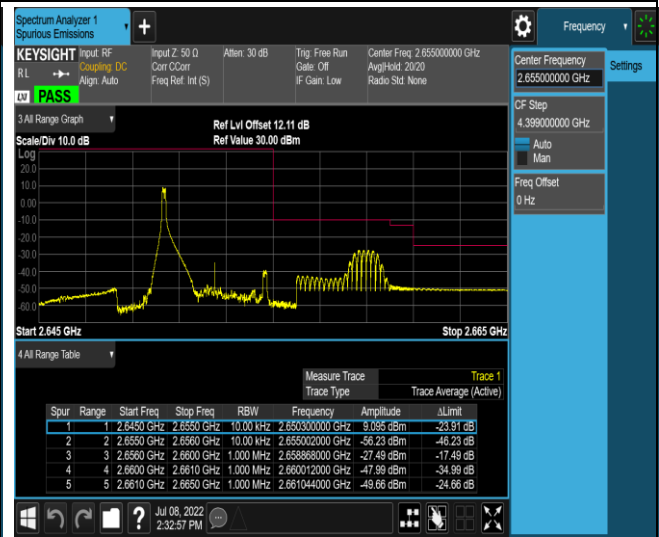 Spectrum Analyzer 1
Spurious Emissions
+
Frequency
KEYSIGHT Input: RF Input Z: 50 Ω Atten: 30 dB Trig: Free Run Center Freq: 2.655000000 GHz
RL Coupling: DC Corr CCorr Gate: Off Avg|Hold: 20/20
Align: Auto Freq Ref: Int (S) IF Gain: Low Radio Std: None
LXI PASS
Center Frequency
2.655000000 GHz
Settings
CF Step
4.399000000 GHz
Auto
Man
Freq Offset
0 Hz
3 All Range Graph
Ref Lvl Offset 12.11 dB
Scale/Div 10.0 dB Ref Value 30.00 dBm
Log
20.0
10.0
0.00
-10.0
-20.0
-30.0
-40.0
-50.0
-60.0
Start 2.645 GHz Stop 2.665 GHz
4 All Range Table
Measure Trace Trace 1
Trace Type Trace Average (Active)
Spur Range Start Freq Stop Freq RBW Frequency Amplitude ΔLimit
1 1 2.6450 GHz 2.6550 GHz 10.00 kHz 2.650300000 GHz 9.095 dBm -23.91 dB
2 2 2.6550 GHz 2.6560 GHz 10.00 kHz 2.655002000 GHz -56.23 dBm -46.23 dB
3 3 2.6560 GHz 2.6600 GHz 1.000 MHz 2.658868000 GHz -27.49 dBm -17.49 dB
4 4 2.6600 GHz 2.6610 GHz 1.000 MHz 2.660012000 GHz -47.99 dBm -34.99 dB
5 5 2.6610 GHz 2.6650 GHz 1.000 MHz 2.661044000 GHz -49.66 dBm -24.66 dB
? Jul 08, 2022
2:32:57 PM